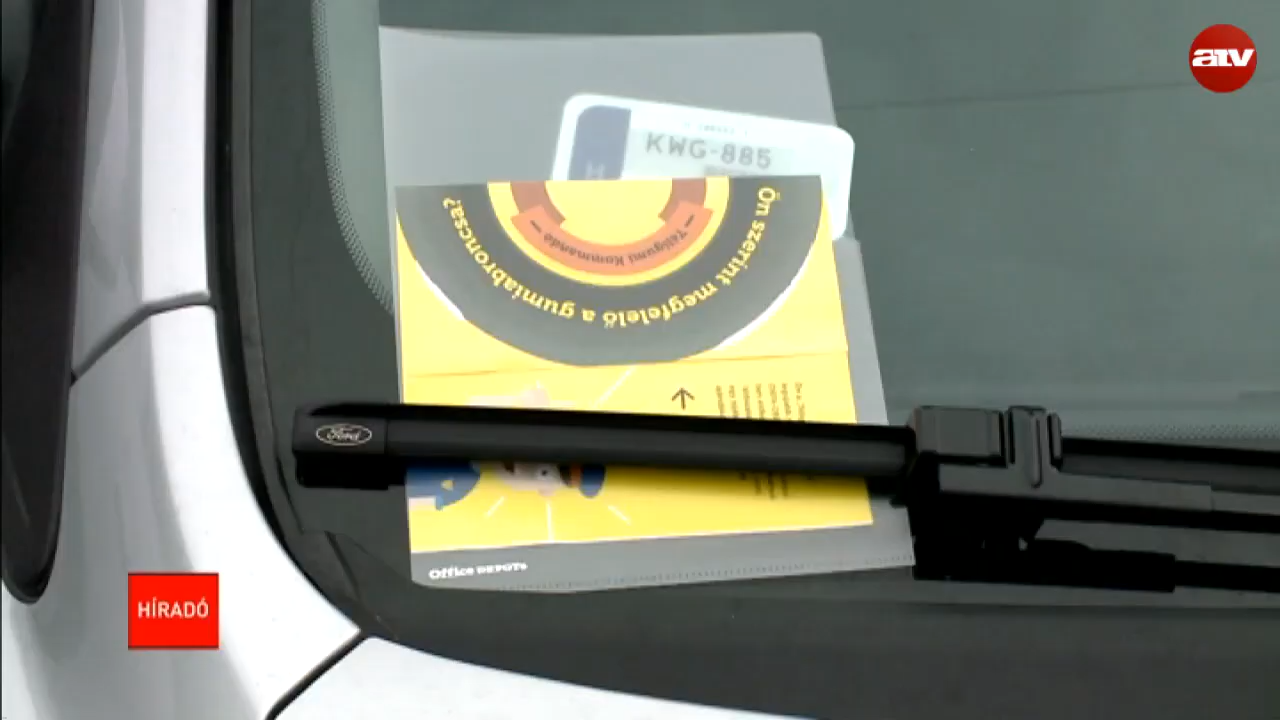 atv
KWG-885
H
Ön szerint megfelelő a gumiabroncsa?
– Téligumi Kommandó –
Ford
Office DEPOT
HÍRADÓ